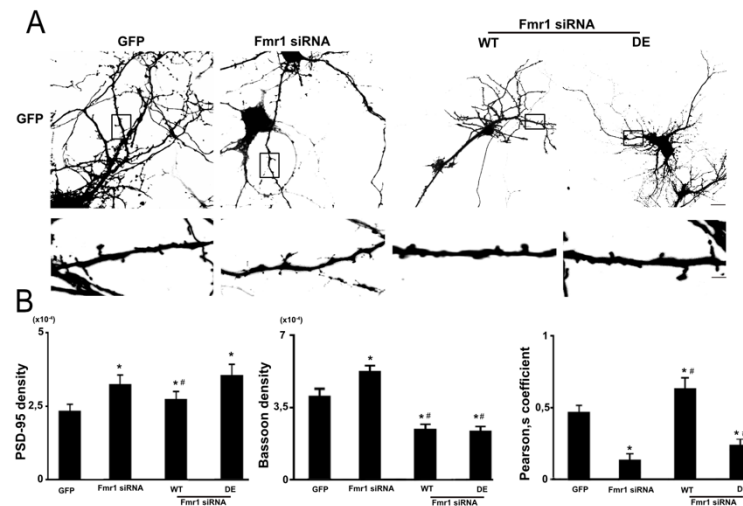 A
Fmr1 siRNA
GFP Fmr1 siRNA WT DE
GFP
B
(x10⁻⁴)
5
2,5
0
PSD-95 density
* * # *
GFP Fmr1 siRNA WT DE
Fmr1 siRNA
(x10⁻⁴)
7
3,5
0
Bassoon density
* *# *#
GFP Fmr1 siRNA WT DE
Fmr1 siRNA
1
0,5
0
Pearson,s coefficient
* *# *
GFP Fmr1 siRNA WT
Fmr1 siRNA